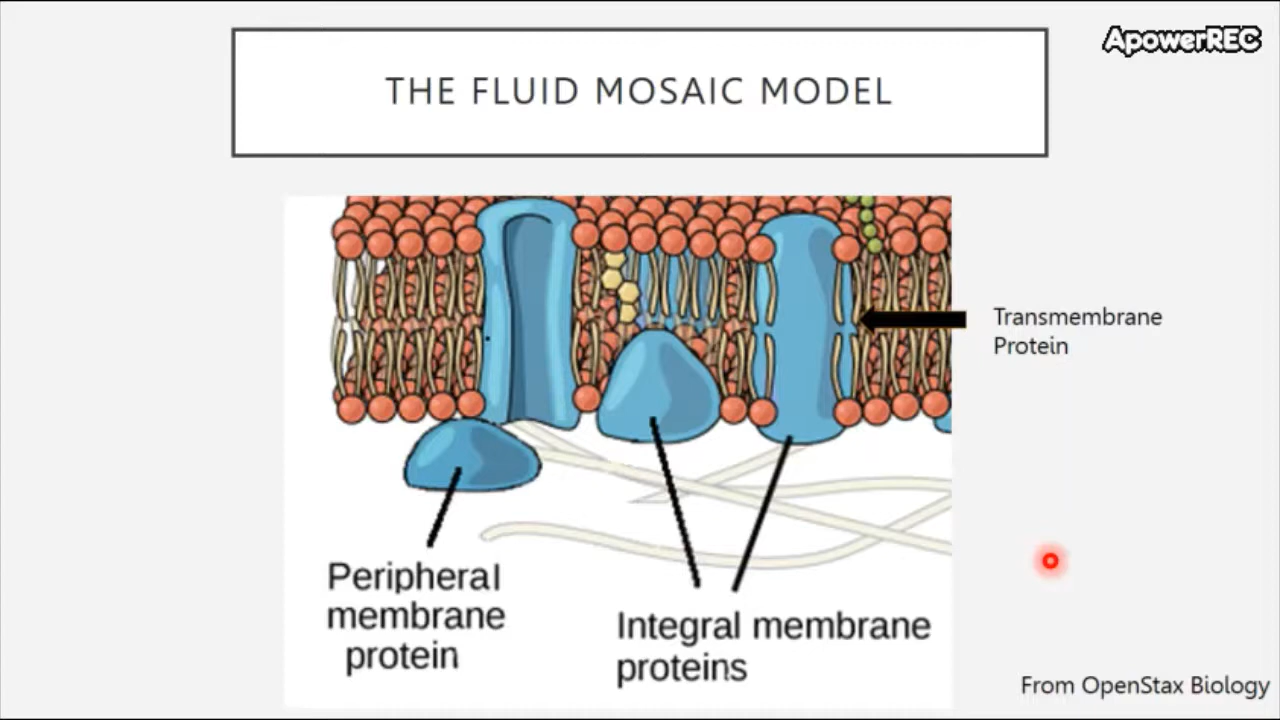 ApowerREC
THE FLUID MOSAIC MODEL
Transmembrane
Protein
Peripheral
membrane
protein
Integral membrane
proteins
From OpenStax Biology